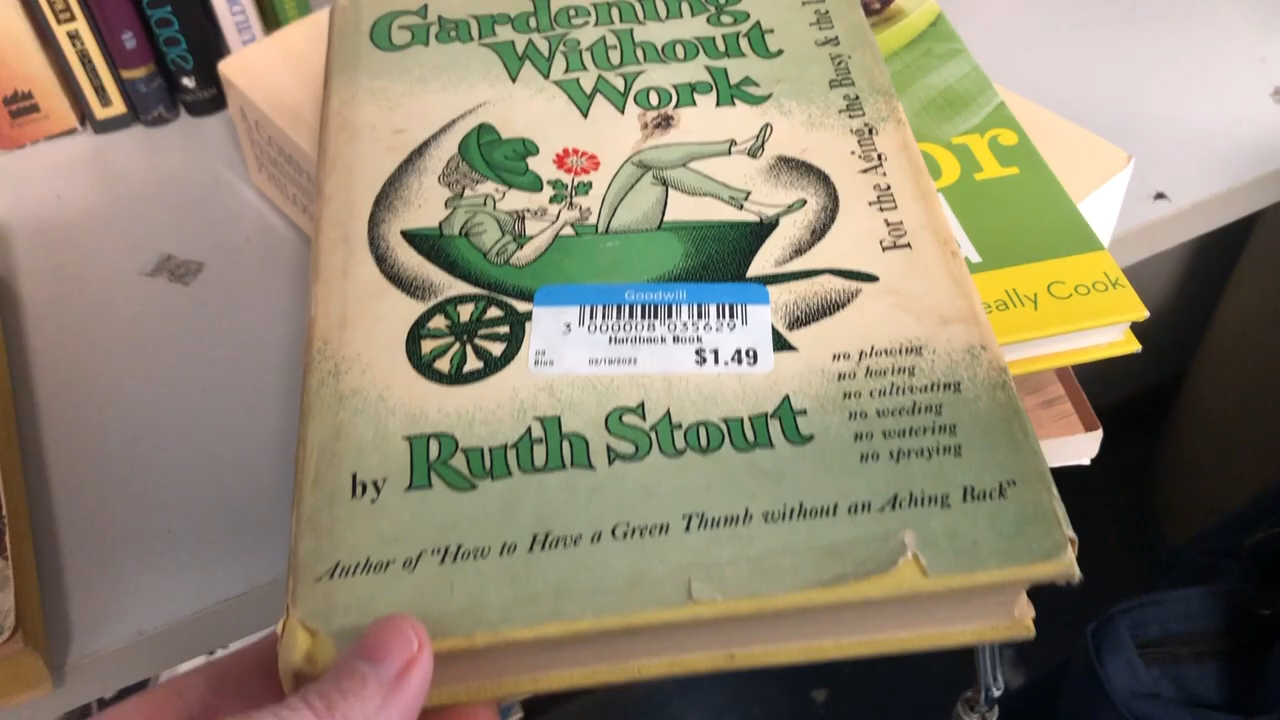 Gardening
Without
Work
For the Aging, the Busy & the
Goodwill
3 000008 035629
Hardback Book
$1.49
no plowing
no hoeing
no cultivating
no weeding
no watering
no spraying
by Ruth Stout
Author of "How to Have a Green Thumb without an Aching Back"
or
eally Cook